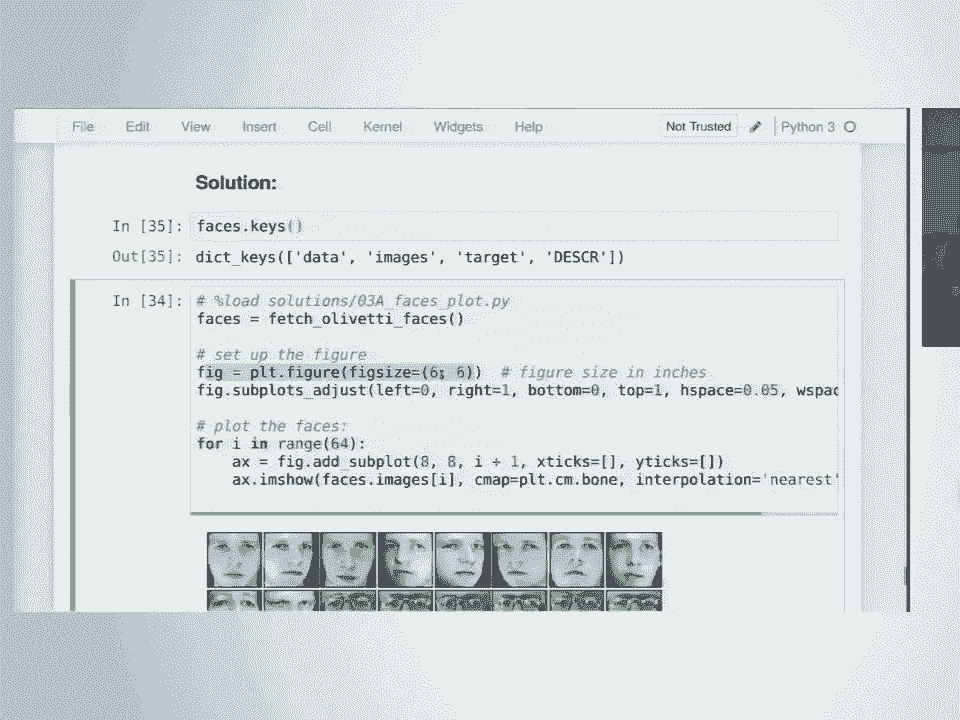 File Edit View Insert Cell Kernel Widgets Help Not Trusted Python 3
Solution:
In [35]: faces.keys()
Out[35]: dict_keys(['data', 'images', 'target', 'DESCR'])
In [34]: # %load solutions/03A_faces_plot.py
faces = fetch_olivetti_faces()
# set up the figure
fig = plt.figure(figsize=(6, 6)) # figure size in inches
fig.subplots_adjust(left=0, right=1, bottom=0, top=1, hspace=0.05, wspac
# plot the faces:
for i in range(64):
ax = fig.add_subplot(8, 8, i + 1, xticks=[], yticks=[])
ax.imshow(faces.images[i], cmap=plt.cm.bone, interpolation='nearest'